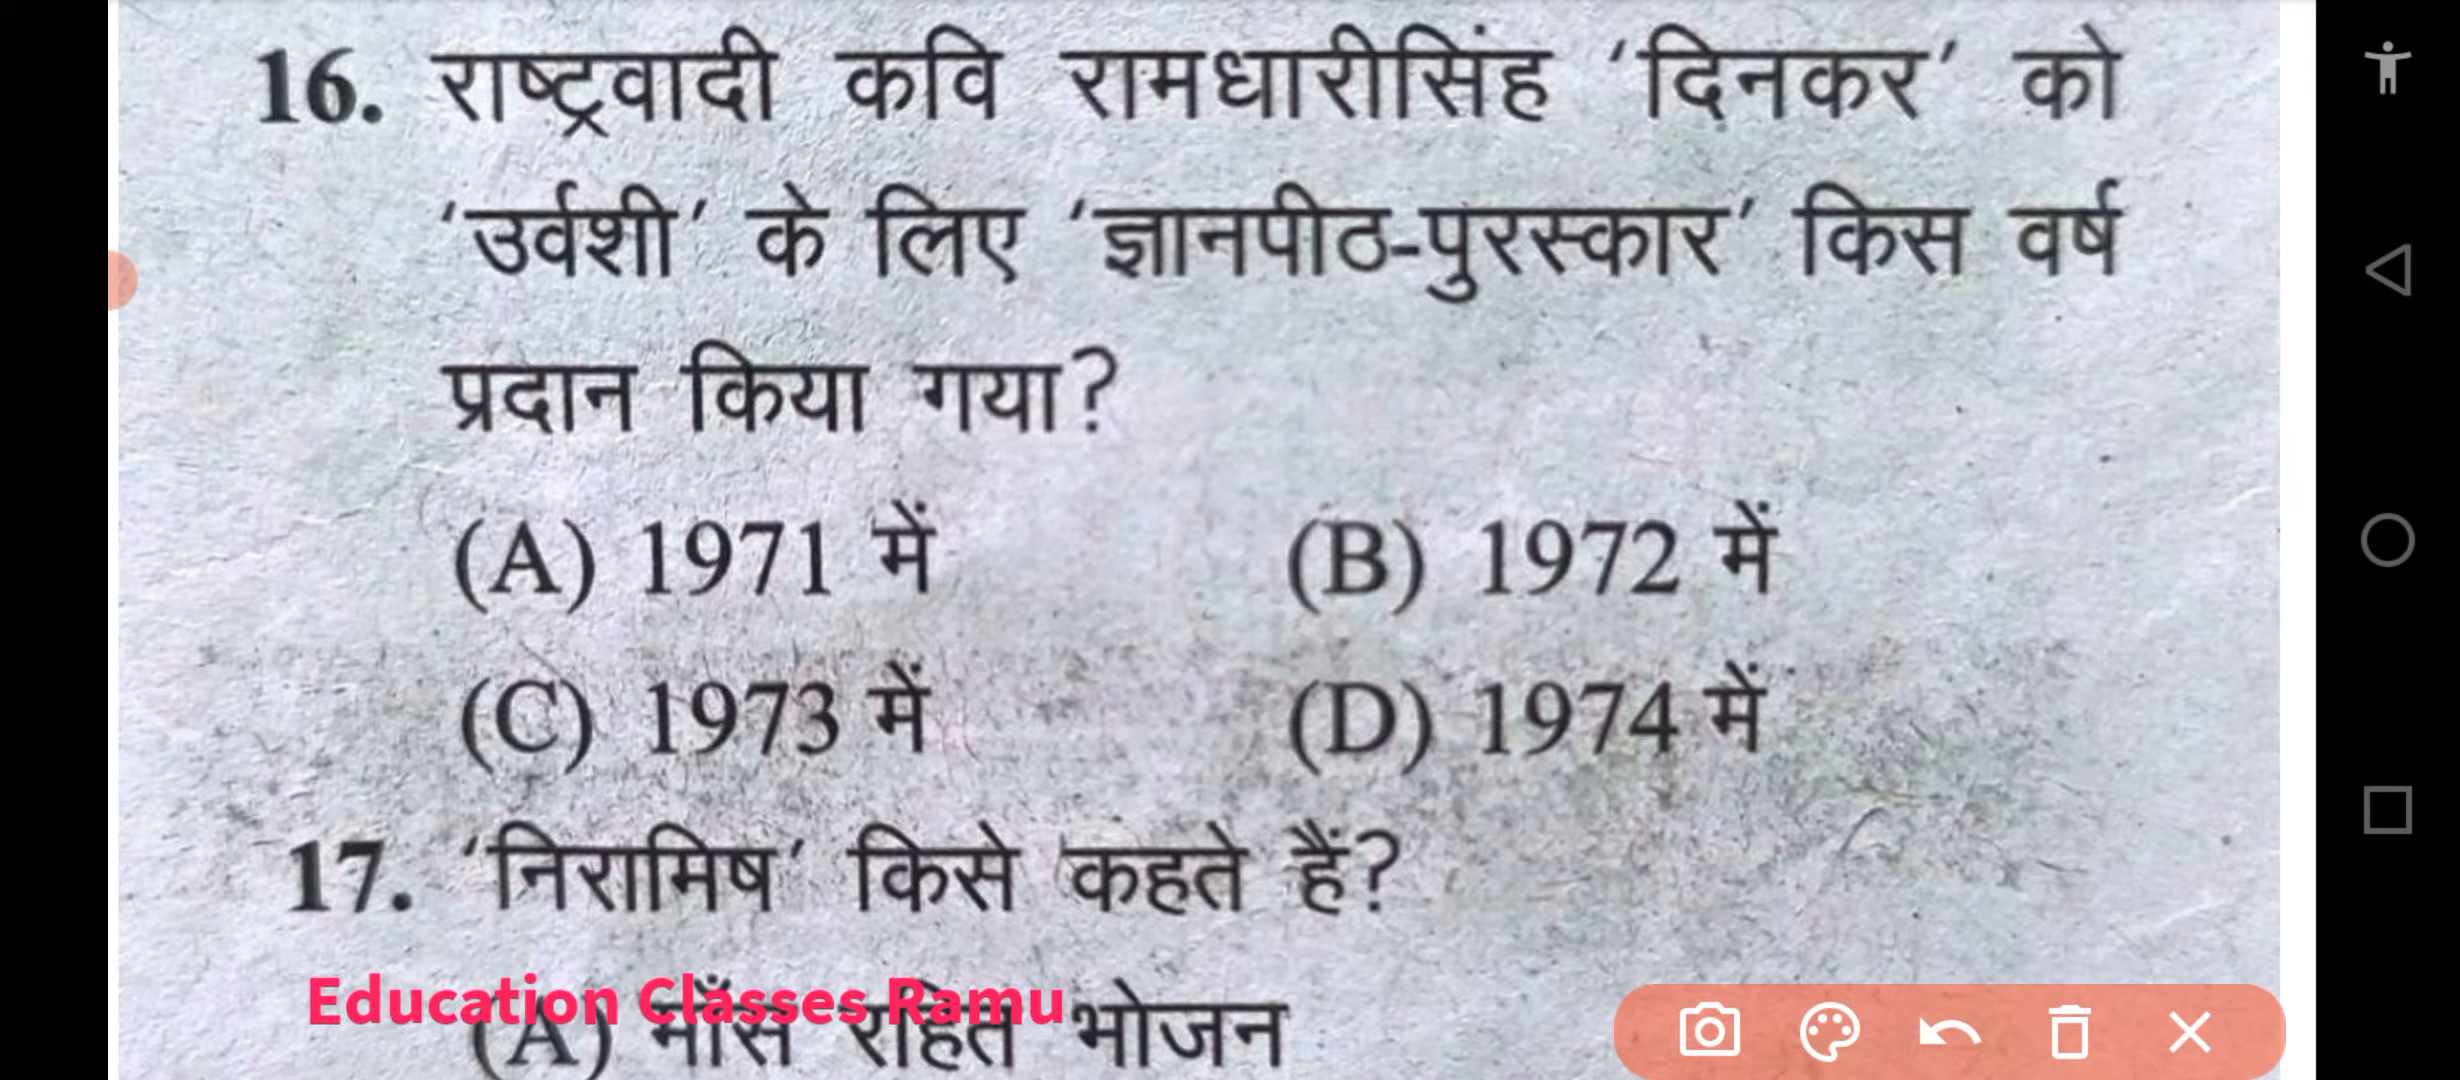 16. राष्ट्रवादी कवि रामधारीसिंह 'दिनकर' को
'उर्वशी' के लिए 'ज्ञानपीठ-पुरस्कार' किस वर्ष
प्रदान किया गया?
(A) 1971 में (B) 1972 में
(C) 1973 में (D) 1974 में
17. 'निरामिष' किसे कहते हैं?
Education Classes Ramu
(A) माँस रहित भोजन